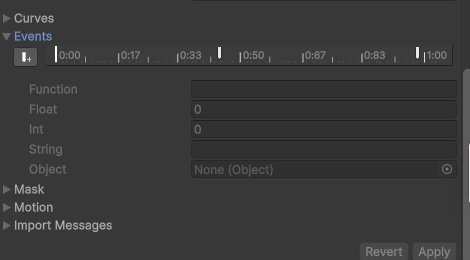 Curves
Events
0:00 0:17 0:33 0:50 0:67 0:83 1:00
Function
Float 0
Int 0
String
Object None (Object)
Mask
Motion
Import Messages
Revert Apply